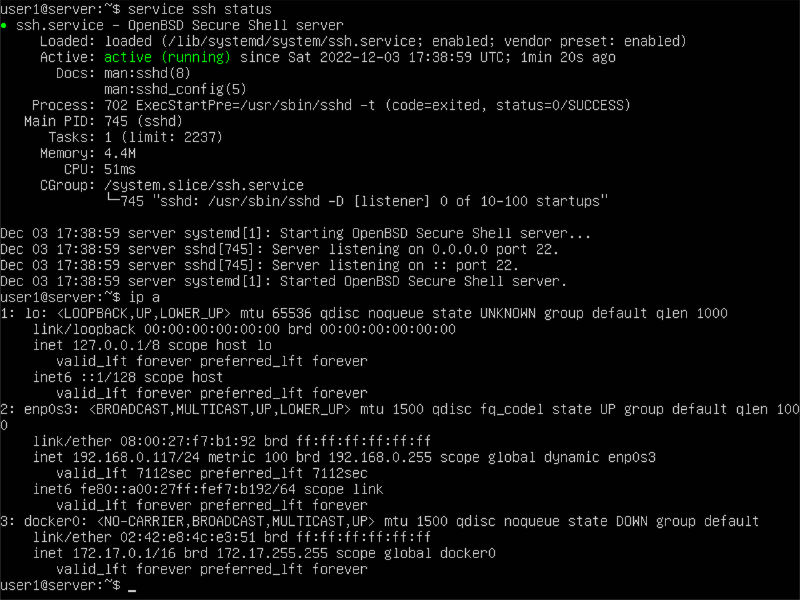 user1@server:~$ service ssh status
● ssh.service - OpenBSD Secure Shell server
     Loaded: loaded (/lib/systemd/system/ssh.service; enabled; vendor preset: enabled)
     Active: active (running) since Sat 2022-12-03 17:38:59 UTC; 1min 20s ago
       Docs: man:sshd(8)
             man:sshd_config(5)
    Process: 702 ExecStartPre=/usr/sbin/sshd -t (code=exited, status=0/SUCCESS)
   Main PID: 745 (sshd)
      Tasks: 1 (limit: 2237)
     Memory: 4.4M
        CPU: 51ms
     CGroup: /system.slice/ssh.service
             └─745 "sshd: /usr/sbin/sshd -D [listener] 0 of 10-100 startups"
Dec 03 17:38:59 server systemd[1]: Starting OpenBSD Secure Shell server...
Dec 03 17:38:59 server sshd[745]: Server listening on 0.0.0.0 port 22.
Dec 03 17:38:59 server sshd[745]: Server listening on :: port 22.
Dec 03 17:38:59 server systemd[1]: Started OpenBSD Secure Shell server.
user1@server:~$ ip a
1: lo: <LOOPBACK,UP,LOWER_UP> mtu 65536 qdisc noqueue state UNKNOWN group default qlen 1000
    link/loopback 00:00:00:00:00:00 brd 00:00:00:00:00:00
    inet 127.0.0.1/8 scope host lo
       valid_lft forever preferred_lft forever
    inet6 ::1/128 scope host
       valid_lft forever preferred_lft forever
2: enp0s3: <BROADCAST,MULTICAST,UP,LOWER_UP> mtu 1500 qdisc fq_codel state UP group default qlen 100
0
    link/ether 08:00:27:f7:b1:92 brd ff:ff:ff:ff:ff:ff
    inet 192.168.0.117/24 metric 100 brd 192.168.0.255 scope global dynamic enp0s3
       valid_lft 7112sec preferred_lft 7112sec
    inet6 fe80::a00:27ff:fef7:b192/64 scope link
       valid_lft forever preferred_lft forever
3: docker0: <NO-CARRIER,BROADCAST,MULTICAST,UP> mtu 1500 qdisc noqueue state DOWN group default
    link/ether 02:42:e8:4c:e3:51 brd ff:ff:ff:ff:ff:ff
    inet 172.17.0.1/16 brd 172.17.255.255 scope global docker0
       valid_lft forever preferred_lft forever
user1@server:~$ _